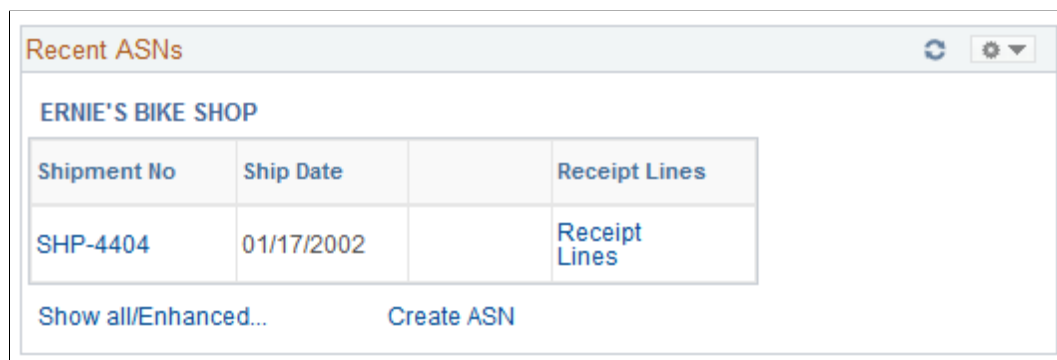 Recent ASNs
ERNIE'S BIKE SHOP
Shipment No Ship Date Receipt Lines
SHP-4404 01/17/2002 Receipt
Lines
Show all/Enhanced... Create ASN